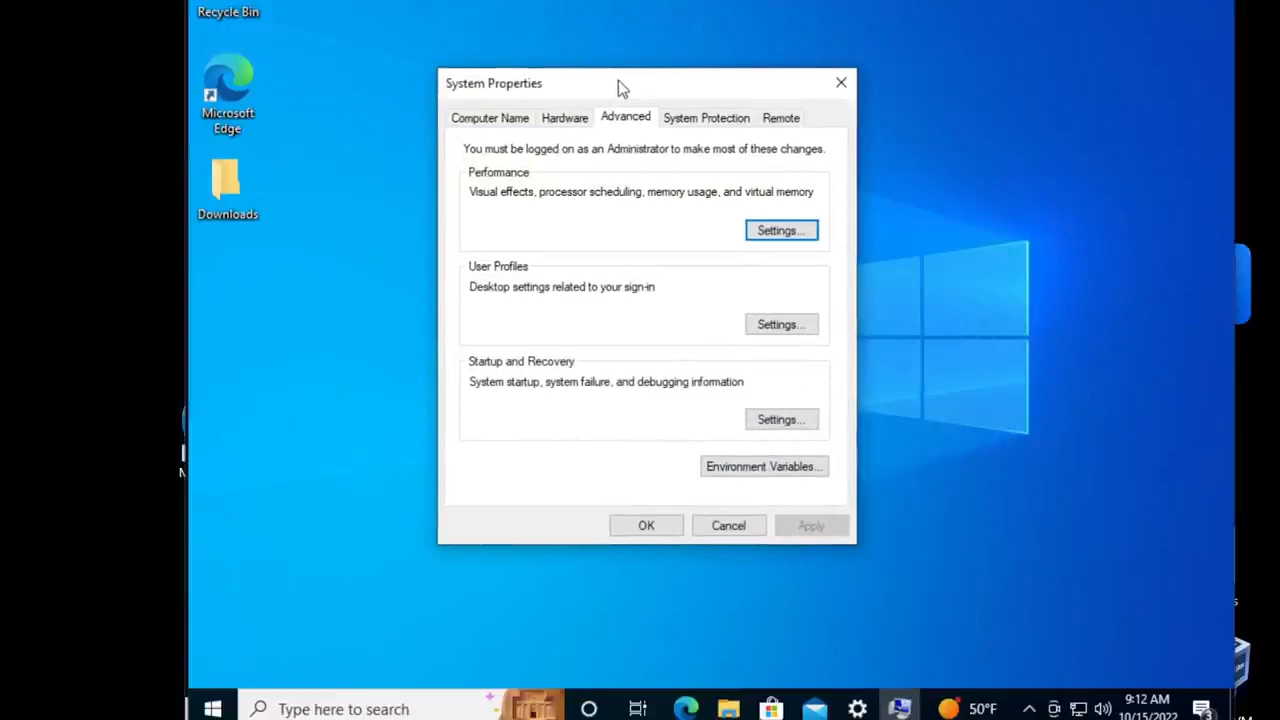 Recycle Bin
Microsoft
Edge
Downloads
System Properties
Computer Name
Hardware
Advanced
System Protection
Remote
You must be logged on as an Administrator to make most of these changes.
Performance
Visual effects, processor scheduling, memory usage, and virtual memory
Settings...
User Profiles
Desktop settings related to your sign-in
Settings...
Startup and Recovery
System startup, system failure, and debugging information
Settings...
Environment Variables...
OK
Cancel
Apply
Type here to search
50°F
9:12 AM
10/15/2022
3